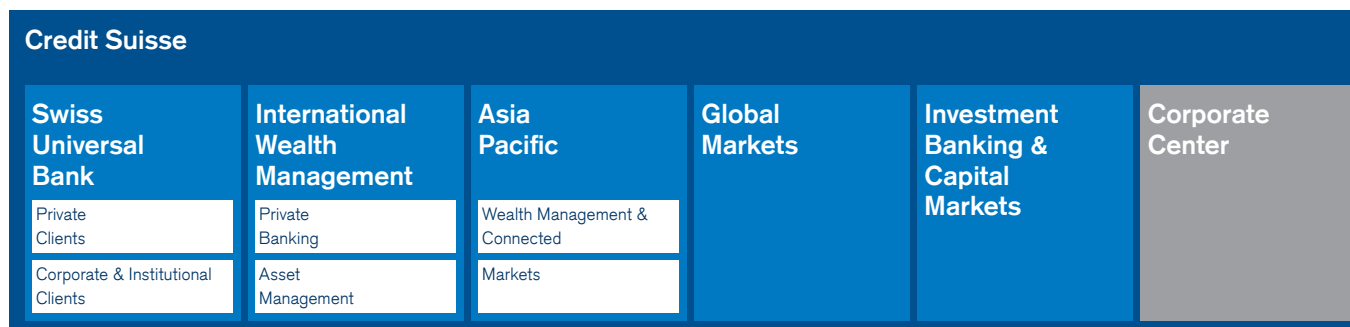 Credit Suisse
Swiss
Universal
Bank
Private
Clients
Corporate & Institutional
Clients
International
Wealth
Management
Private
Banking
Asset
Management
Asia
Pacific
Wealth Management &
Connected
Markets
Global
Markets
Investment
Banking &
Capital
Markets
Corporate
Center